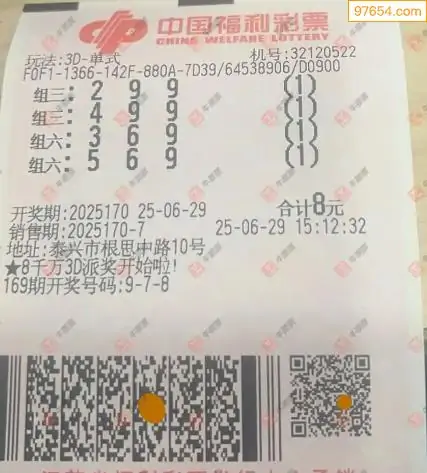 97654.com
中国福利彩票
CHINA WELFARE LOTTERY
玩法:3D-单式 机号:32120522
F0F1-1366-142F-880A-7D39/64538906/D0900
组三: 2 9 9 (1)
组三: 4 9 9 (1)
组六: 3 6 9 (1)
组六: 5 6 9 (1)
开奖期:2025170 25-06-29 合计8元
销售期:2025170-7 25-06-29 15:12:32
地址:泰兴市根思中路10号
★8千万3D派奖开始啦!
169期开奖号码:9-7-8